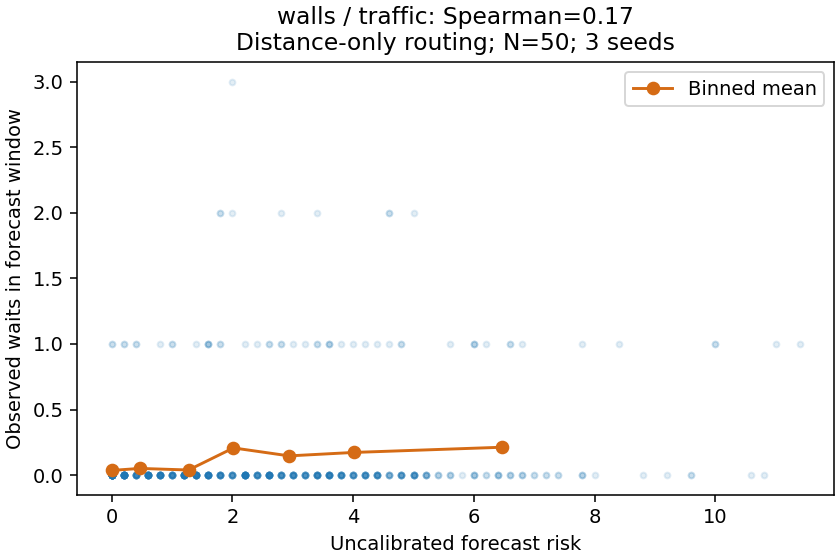 walls / traffic: Spearman=0.17
Distance-only routing; N=50; 3 seeds
Binned mean
Observed waits in forecast window
3.0
2.5
2.0
1.5
1.0
0.5
0.0
0 2 4 6 8 10
Uncalibrated forecast risk